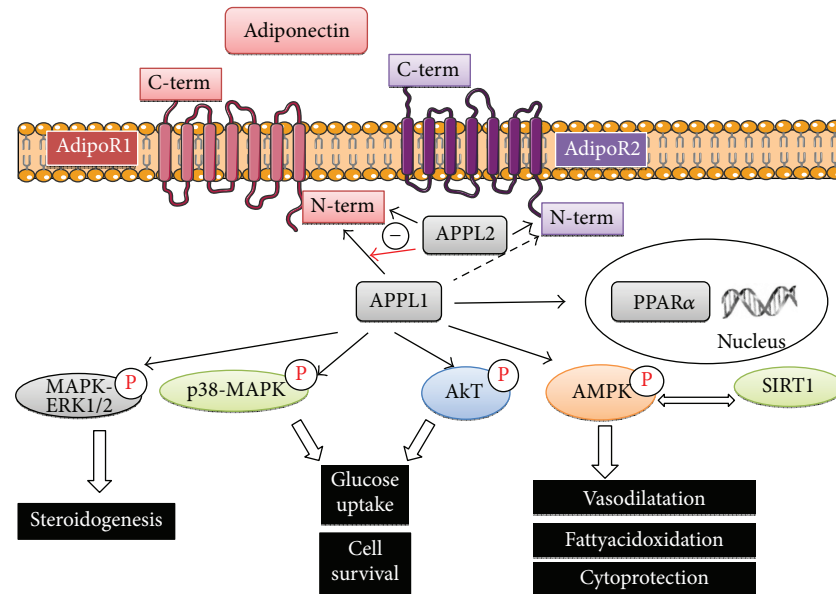 Adiponectin
C-term
C-term
AdipoR1
AdipoR2
N-term
N-term
−
APPL2
APPL1
PPARα
Nucleus
MAPK-
ERK1/2
P
p38-MAPK
P
AkT
P
AMPK
P
SIRT1
Steroidogenesis
Glucose
uptake
Cell
survival
Vasodilatation
Fattyacidoxidation
Cytoprotection